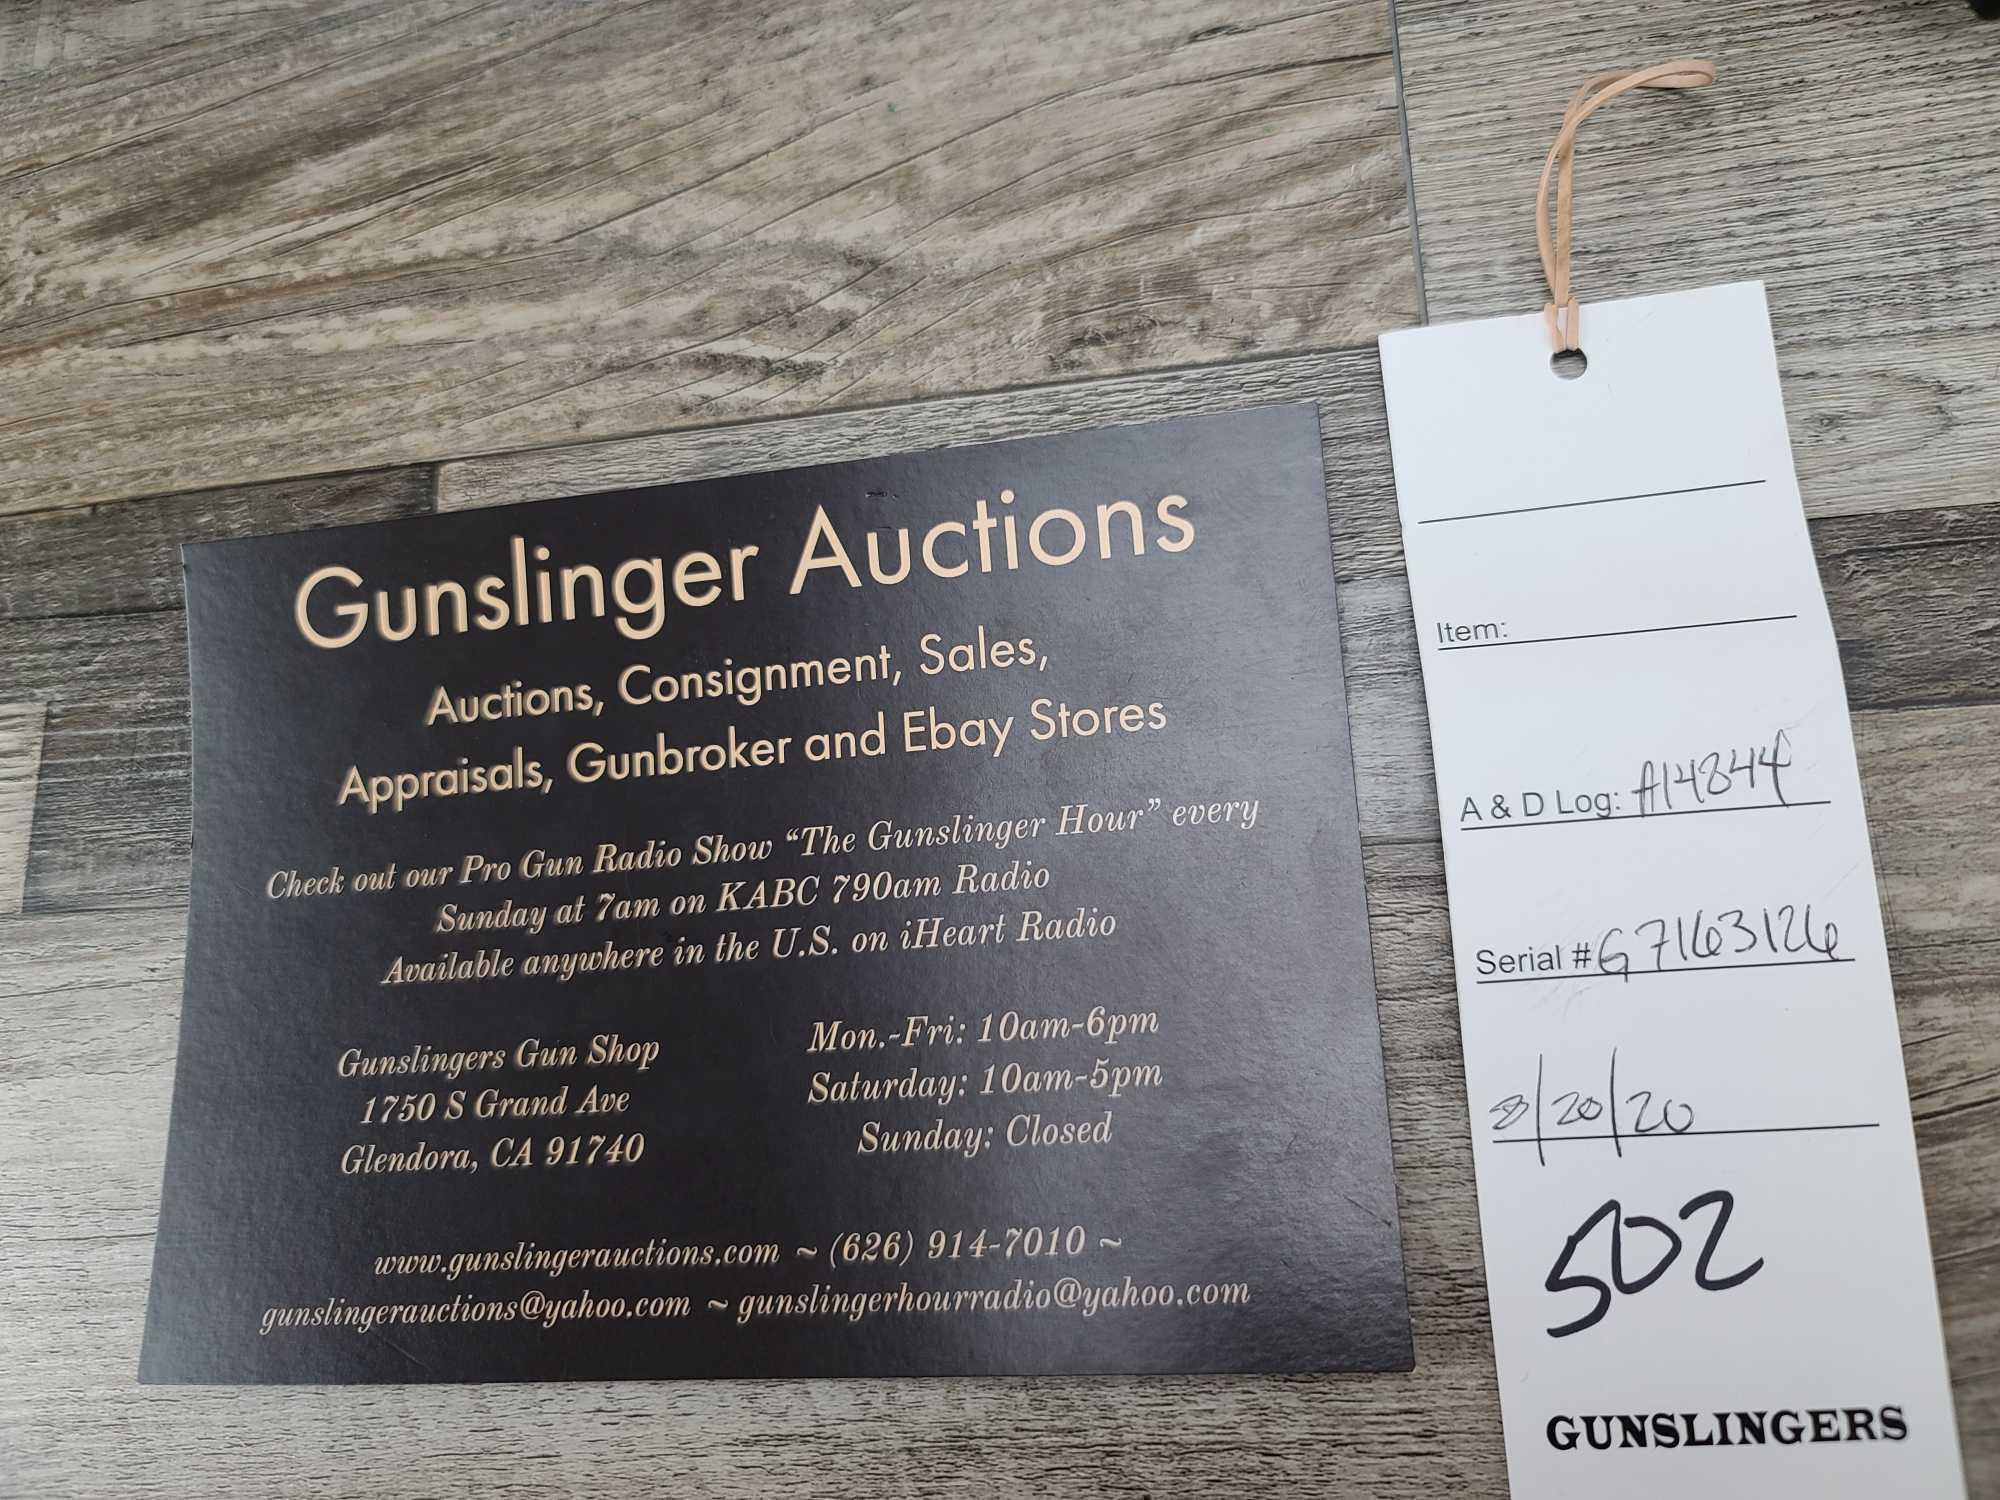 Gunslinger Auctions
Auctions, Consignment, Sales,
Appraisals, Gunbroker and Ebay Stores
Check out our Pro Gun Radio Show “The Gunslinger Hour” every
Sunday at 7am on KABC 790am Radio
Available anywhere in the U.S. on iHeart Radio
Gunslingers Gun Shop
1750 S Grand Ave
Glendora, CA 91740
Mon.-Fri: 10am-6pm
Saturday: 10am-5pm
Sunday: Closed
www.gunslingerauctions.com ~ (626) 914-7010 ~
gunslingerauctions@yahoo.com ~ gunslingerhourradio@yahoo.com
Item:
A & D Log: A14844
Serial # G7163126
8/20/20
502
GUNSLINGERS